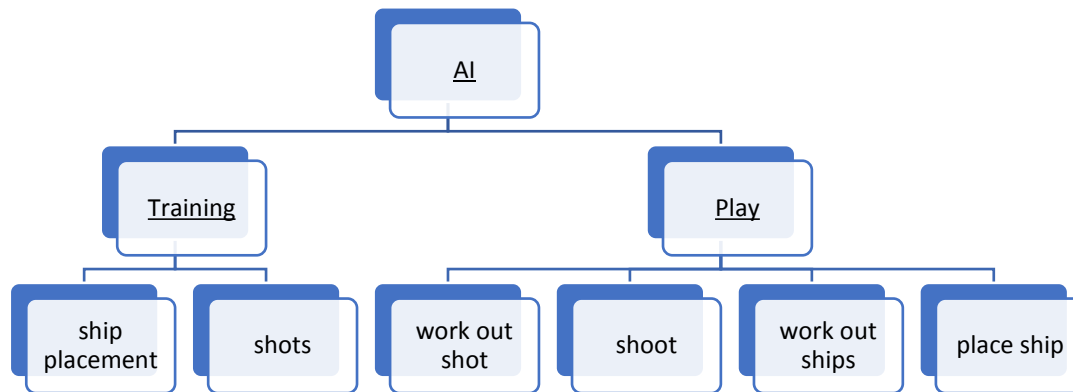 AI
Training
Play
ship
placement
shots
work out
shot
shoot
work out
ships
place ship